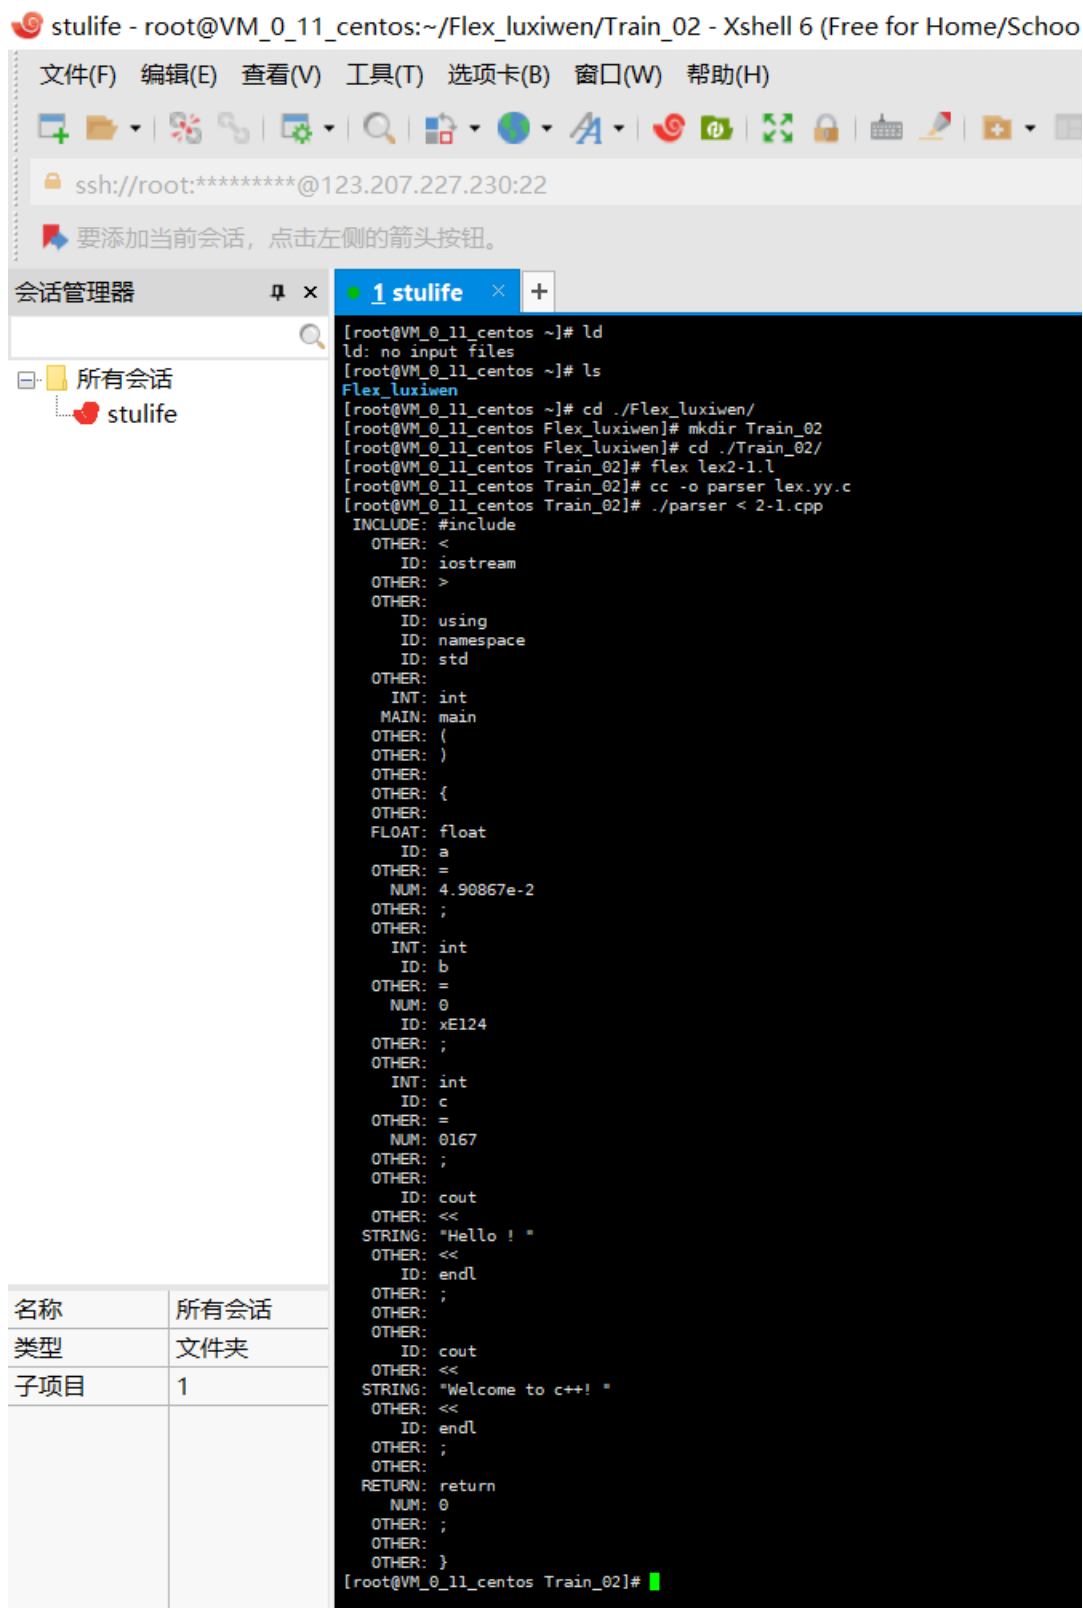 stulife - root@VM_0_11_centos:~/Flex_luxiwen/Train_02 - Xshell 6 (Free for Home/Schoo
文件(F) 编辑(E) 查看(V) 工具(T) 选项卡(B) 窗口(W) 帮助(H)
ssh://root:*********@123.207.227.230:22
要添加当前会话，点击左侧的箭头按钮。
会话管理器
1 stulife
所有会话
stulife
名称 所有会话
类型 文件夹
子项目 1
[root@VM_0_11_centos ~]# ld
ld: no input files
[root@VM_0_11_centos ~]# ls
Flex_luxiwen
[root@VM_0_11_centos ~]# cd ./Flex_luxiwen/
[root@VM_0_11_centos Flex_luxiwen]# mkdir Train_02
[root@VM_0_11_centos Flex_luxiwen]# cd ./Train_02/
[root@VM_0_11_centos Train_02]# flex lex2-1.l
[root@VM_0_11_centos Train_02]# cc -o parser lex.yy.c
[root@VM_0_11_centos Train_02]# ./parser < 2-1.cpp
INCLUDE: #include
OTHER: <
ID: iostream
OTHER: >
OTHER:
ID: using
ID: namespace
ID: std
OTHER:
INT: int
MAIN: main
OTHER: (
OTHER: )
OTHER:
OTHER: {
OTHER:
FLOAT: float
ID: a
OTHER: =
NUM: 4.90867e-2
OTHER: ;
OTHER:
INT: int
ID: b
OTHER: =
NUM: 0
ID: xE124
OTHER: ;
OTHER:
INT: int
ID: c
OTHER: =
NUM: 0167
OTHER: ;
OTHER:
ID: cout
OTHER: <<
STRING: "Hello ! "
OTHER: <<
ID: endl
OTHER: ;
OTHER:
OTHER:
ID: cout
OTHER: <<
STRING: "Welcome to c++! "
OTHER: <<
ID: endl
OTHER: ;
OTHER:
RETURN: return
NUM: 0
OTHER: ;
OTHER:
OTHER: }
[root@VM_0_11_centos Train_02]#